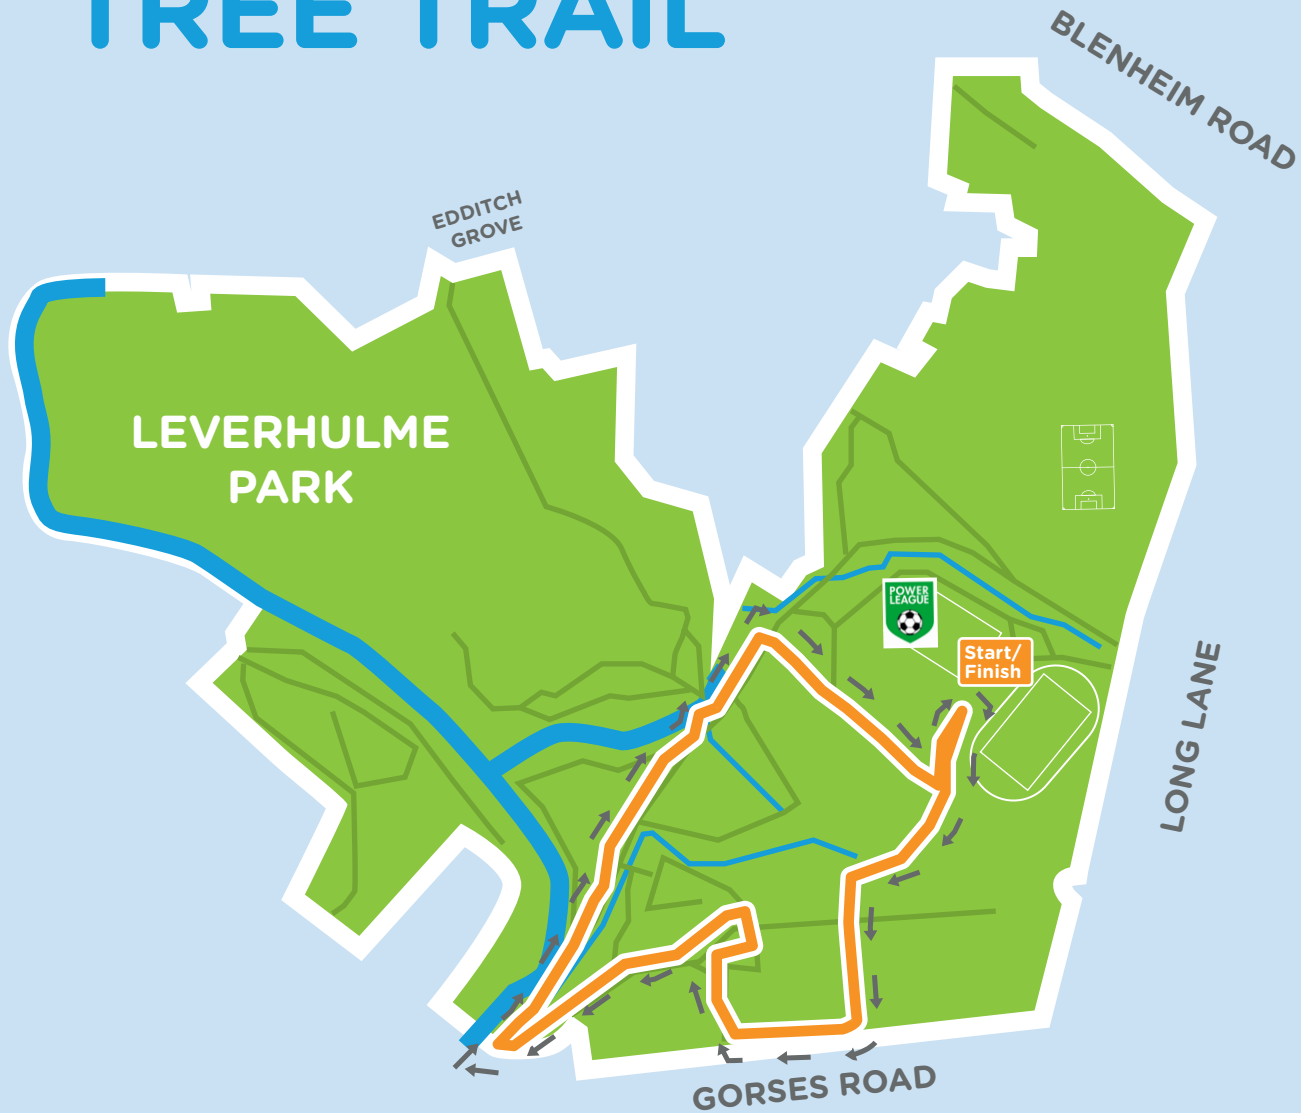 TREE TRAIL
BLENHEIM ROAD
EDDITCH
GROVE
LEVERHULME
PARK
POWER
LEAGUE
Start/
Finish
LONG LANE
GORSES ROAD